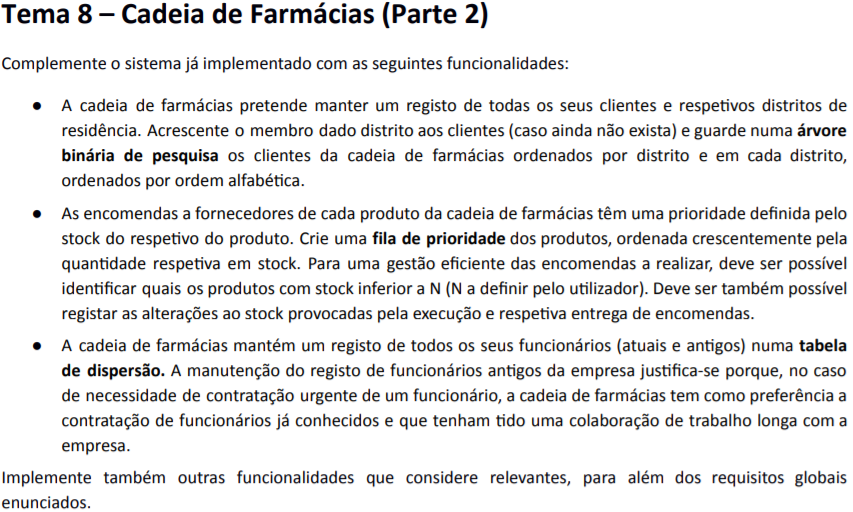 Tema 8 – Cadeia de Farmácias (Parte 2)
Complemente o sistema já implementado com as seguintes funcionalidades:
● A cadeia de farmácias pretende manter um registo de todas os seus clientes e respetivos distritos de
residência. Acrescente o membro dado distrito aos clientes (caso ainda não exista) e guarde numa árvore
binária de pesquisa os clientes da cadeia de farmácias ordenados por distrito e em cada distrito,
ordenados por ordem alfabética.
● As encomendas a fornecedores de cada produto da cadeia de farmácias têm uma prioridade definida pelo
stock do respetivo do produto. Crie uma fila de prioridade dos produtos, ordenada crescentemente pela
quantidade respetiva em stock. Para uma gestão eficiente das encomendas a realizar, deve ser possível
identificar quais os produtos com stock inferior a N (N a definir pelo utilizador). Deve ser também possível
registar as alterações ao stock provocadas pela execução e respetiva entrega de encomendas.
● A cadeia de farmácias mantém um registo de todos os seus funcionários (atuais e antigos) numa tabela
de dispersão. A manutenção do registo de funcionários antigos da empresa justifica-se porque, no caso
de necessidade de contratação urgente de um funcionário, a cadeia de farmácias tem como preferência a
contratação de funcionários já conhecidos e que tenham tido uma colaboração de trabalho longa com a
empresa.
Implemente também outras funcionalidades que considere relevantes, para além dos requisitos globais
enunciados.